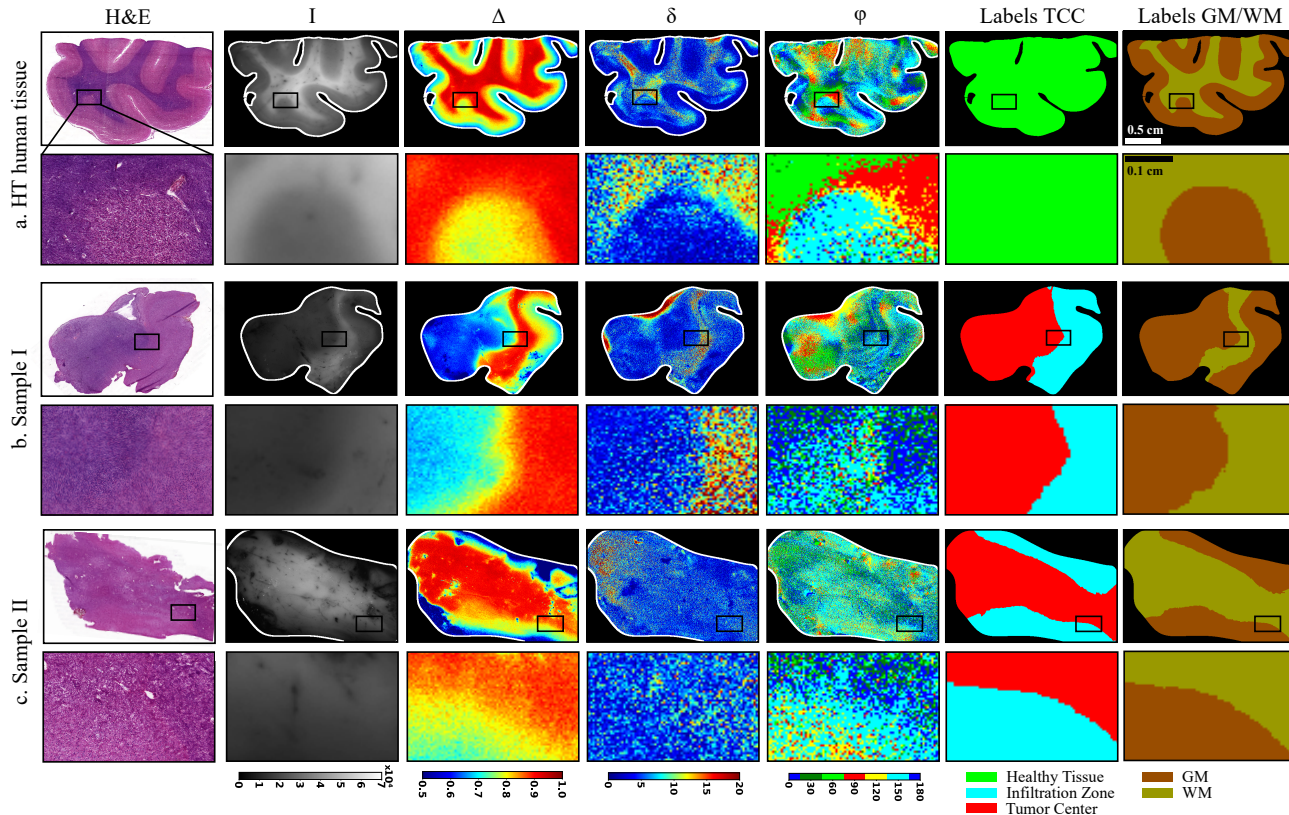 H&E I Δ δ φ Labels TCC Labels GM/WM
a. HT human tissue
0.5 cm
0.1 cm
b. Sample I
c. Sample II
0 1 2 3 4 5 6 7 x10⁴
0.5 0.6 0.7 0.8 0.9 1.0
0 5 10 15 20
0 30 60 90 120 150 180
Healthy Tissue
Infiltration Zone
Tumor Center
GM
WM